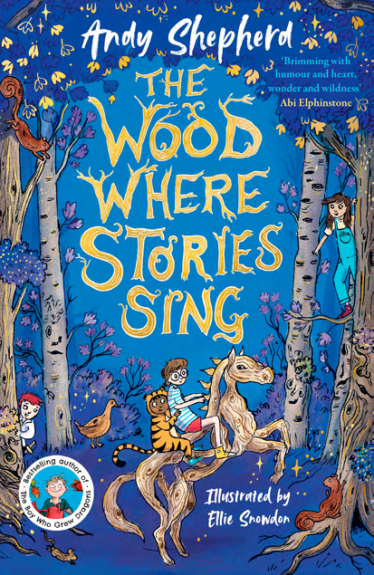 Andy Shepherd
'Brimming with
humour and heart,
wonder and wildness'
Abi Elphinstone
THE
WOOD
WHERE
STORIES
SING
Bestselling author of
The Boy Who Grew Dragons
Illustrated by
Ellie Snowdon